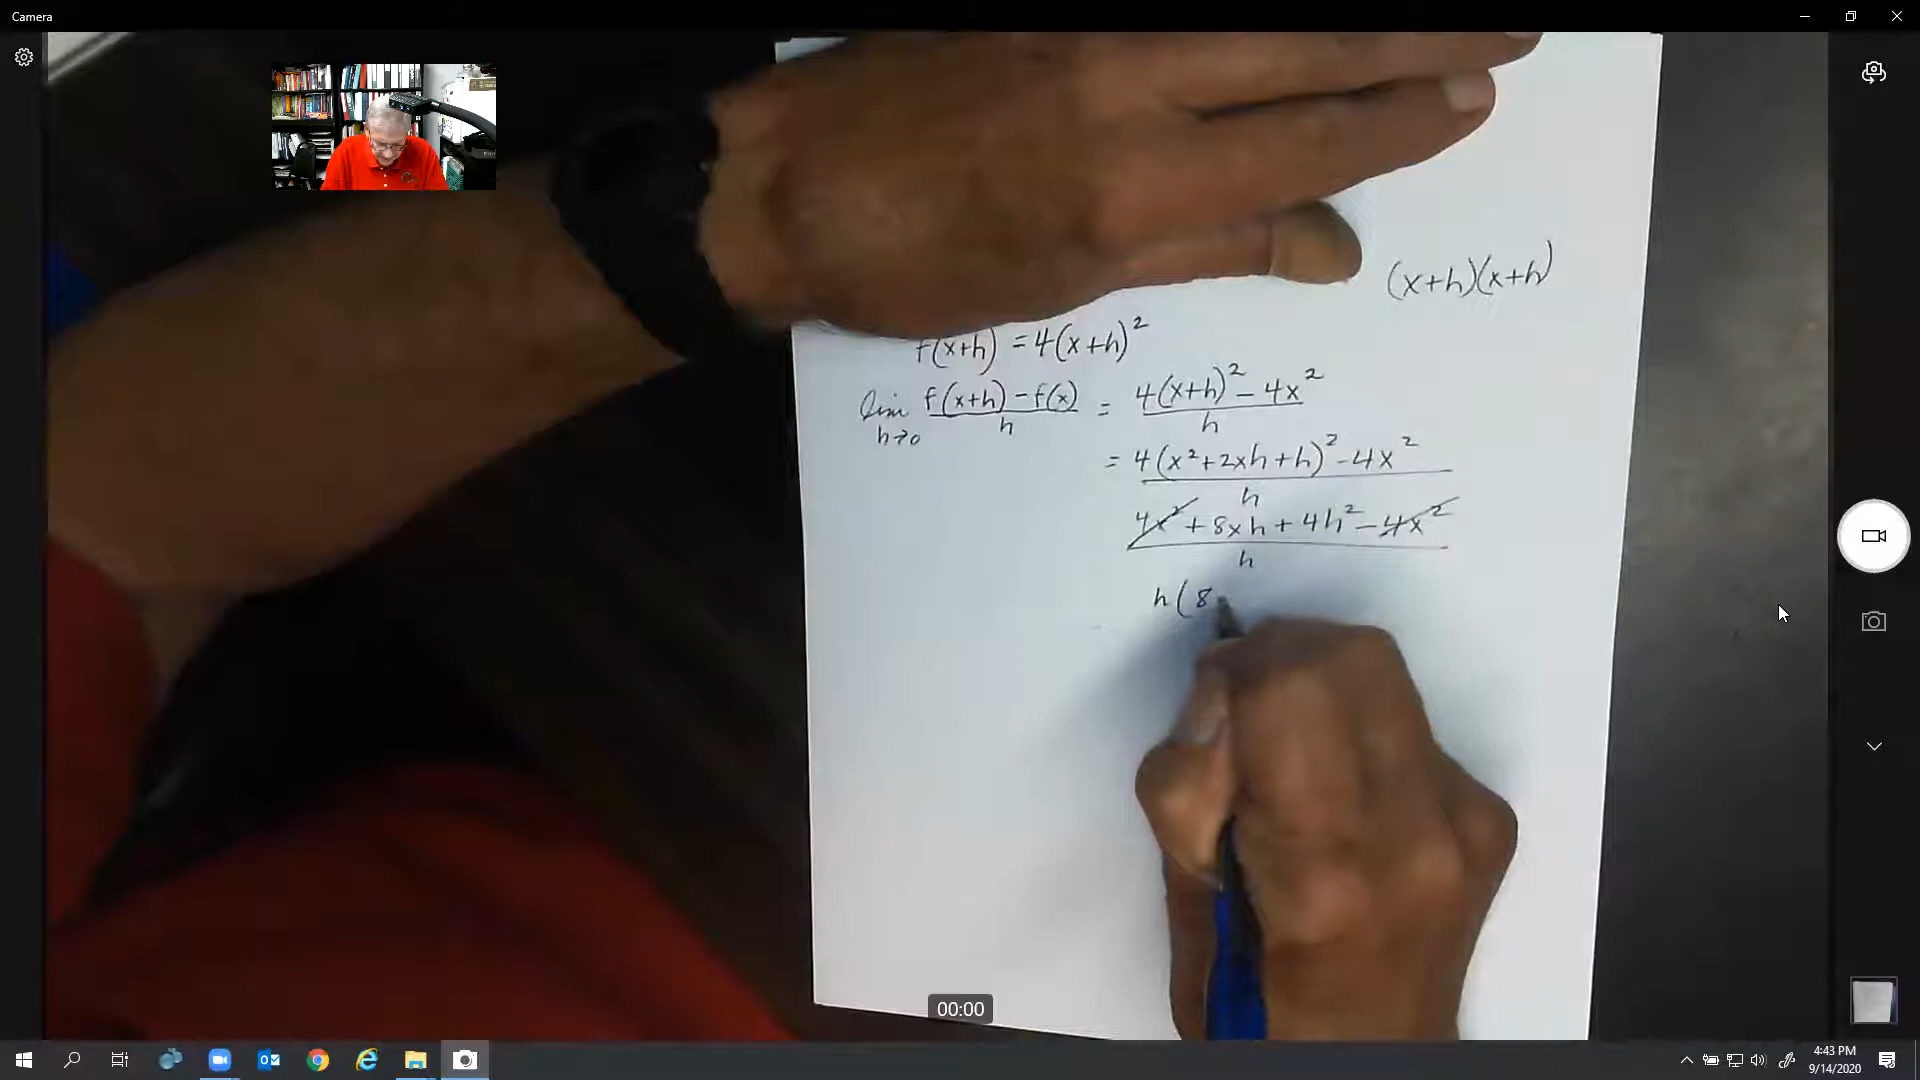 Camera
(x+h)(x+h)
f(x+h) = 4(x+h)²
lim f(x+h) - f(x) = 4(x+h)² - 4x²
h→0 h h
= 4(x²+2xh+h)² - 4x²
h
4x² + 8xh + 4h² - 4x²
h
h(8
00:00
4:43 PM
9/14/2020